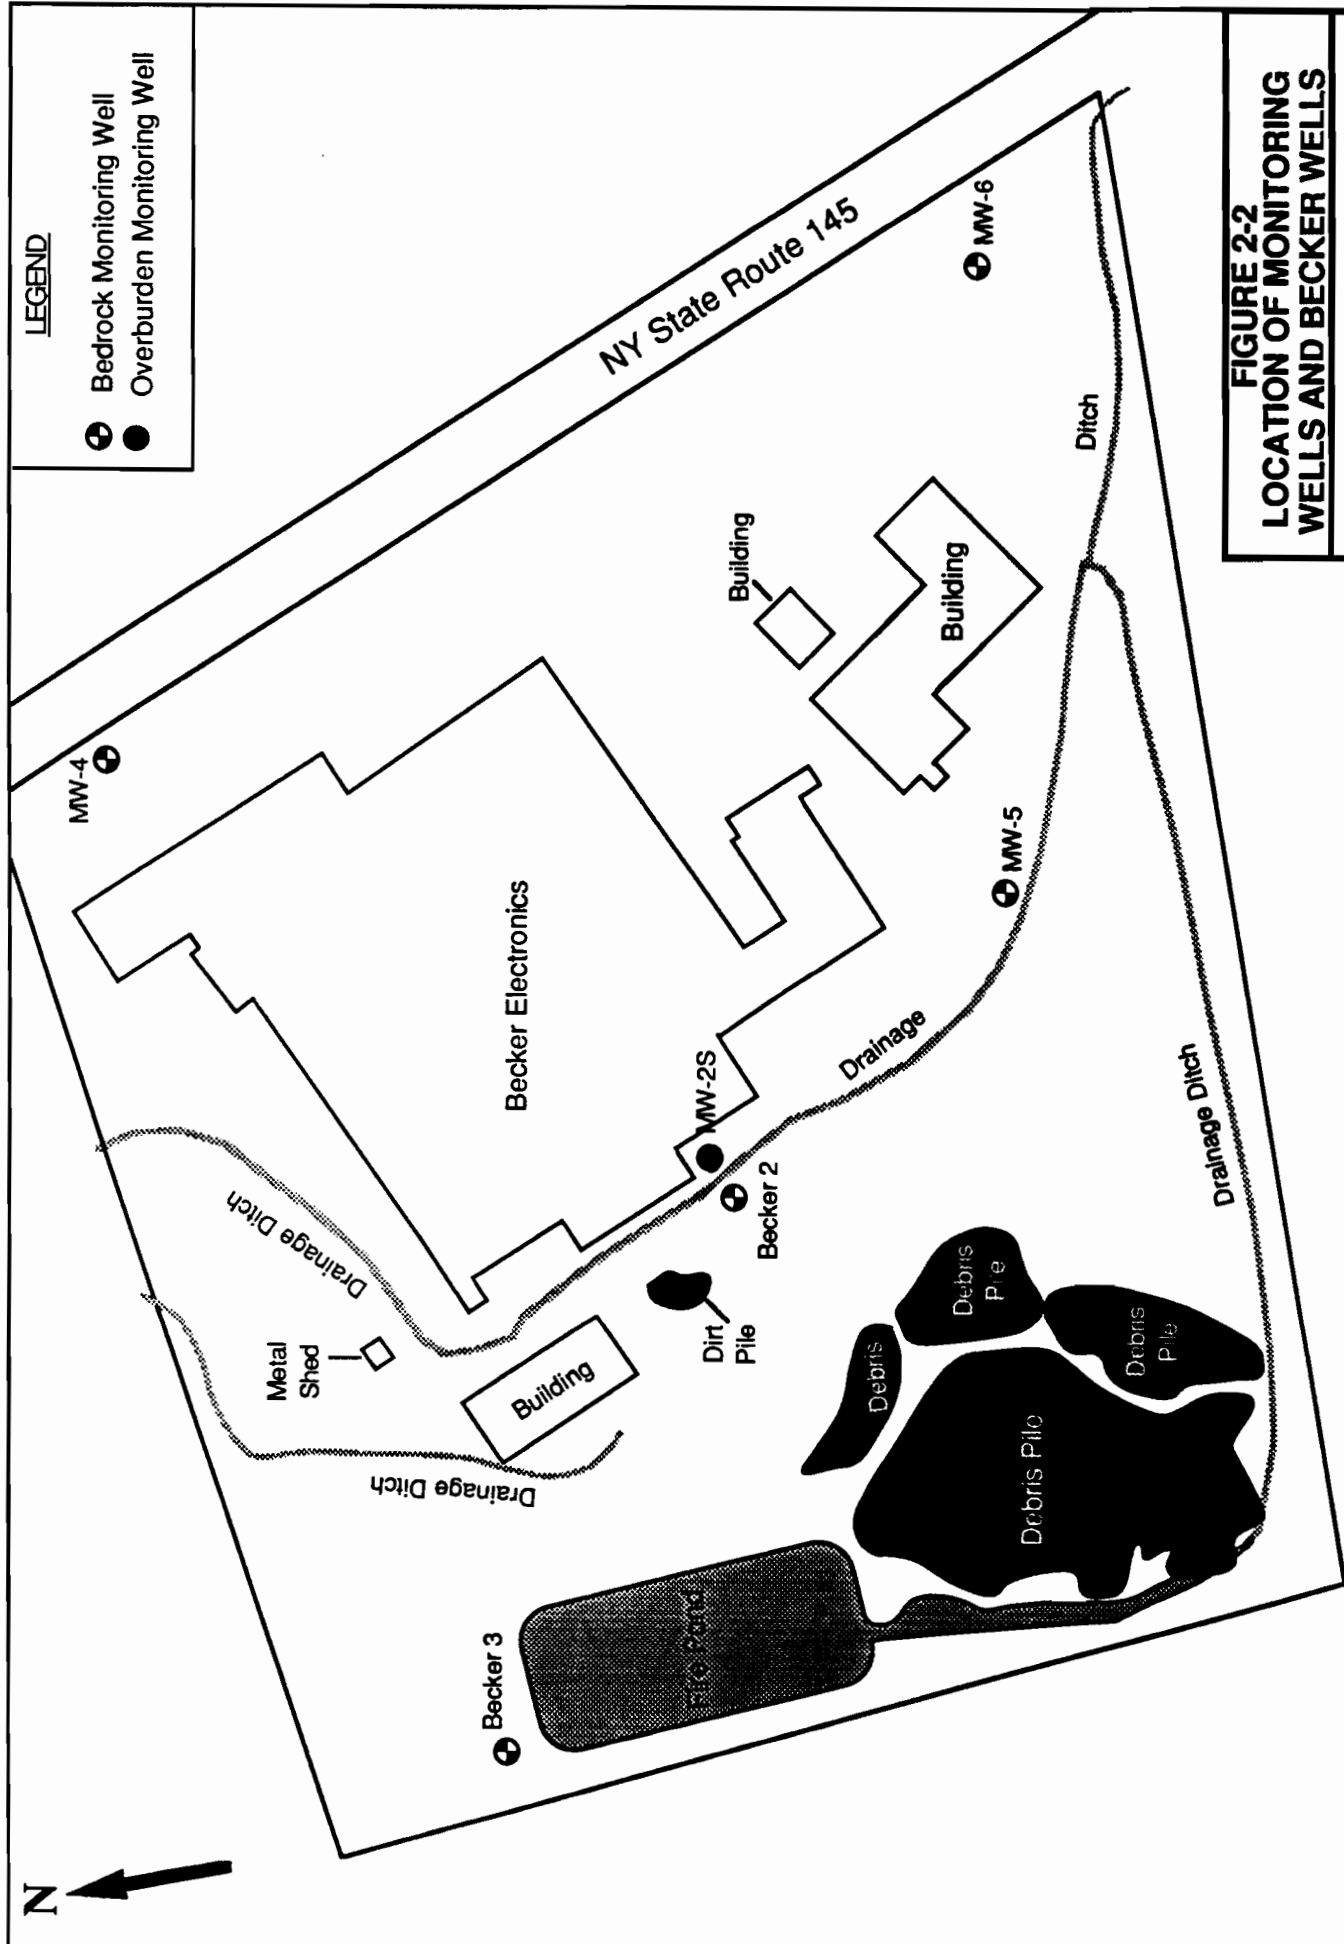 LEGEND
Bedrock Monitoring Well
Overburden Monitoring Well
N
MW-4
NY State Route 145
MW-6
Becker Electronics
Drainage Ditch
Metal
Shed
Building
Drainage Ditch
Becker 3
Fire Pond
Dirt
Pile
Becker 2
MW-2S
Drainage
Building
Building
MW-5
Ditch
Debris
Debris
Pile
Debris
Pile
Debris Pile
Drainage Ditch
FIGURE 2-2
LOCATION OF MONITORING
WELLS AND BECKER WELLS